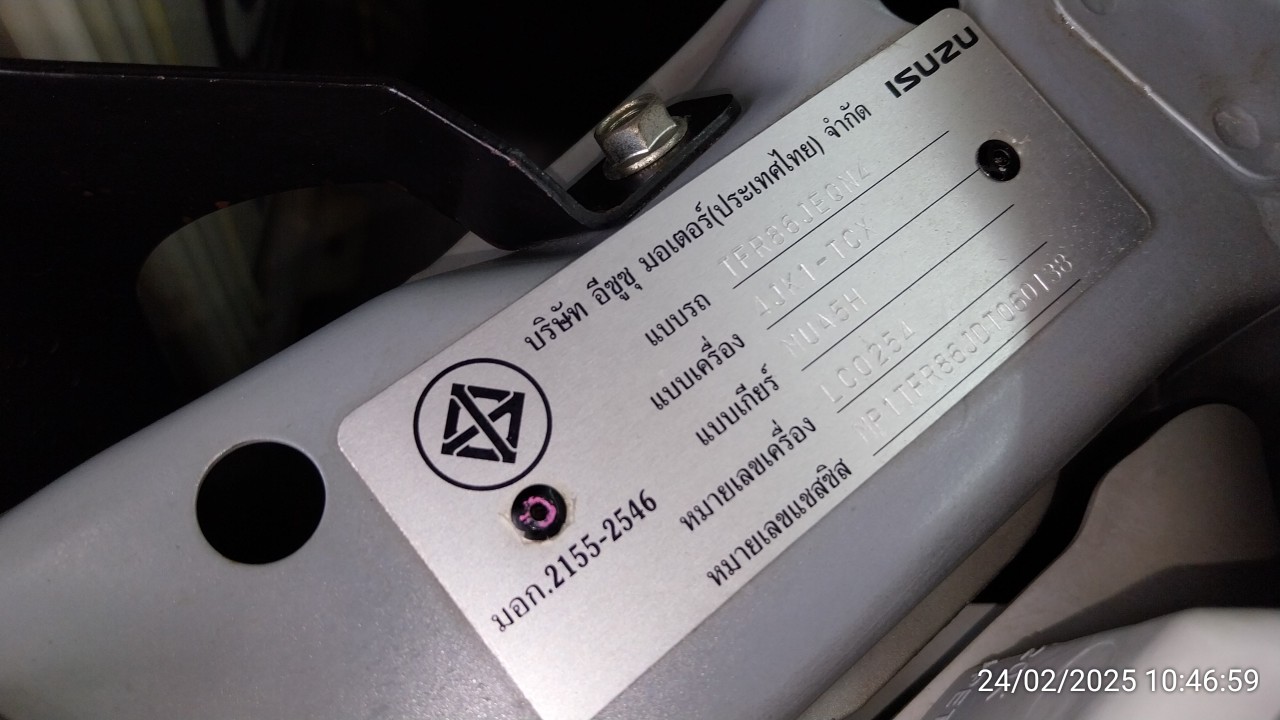 ISUZU
บริษัท อีซูซุ มอเตอร์(ประเทศไทย) จำกัด
แบบรถ TFR86JEGNZ
แบบเครื่อง 4JK1-TCX
แบบเกียร์ MUA5H
หมายเลขเครื่อง LC0254
หมายเลขแชสซิส MP1TFR86JDT060138
มอก.2155-2546
24/02/2025 10:46:59